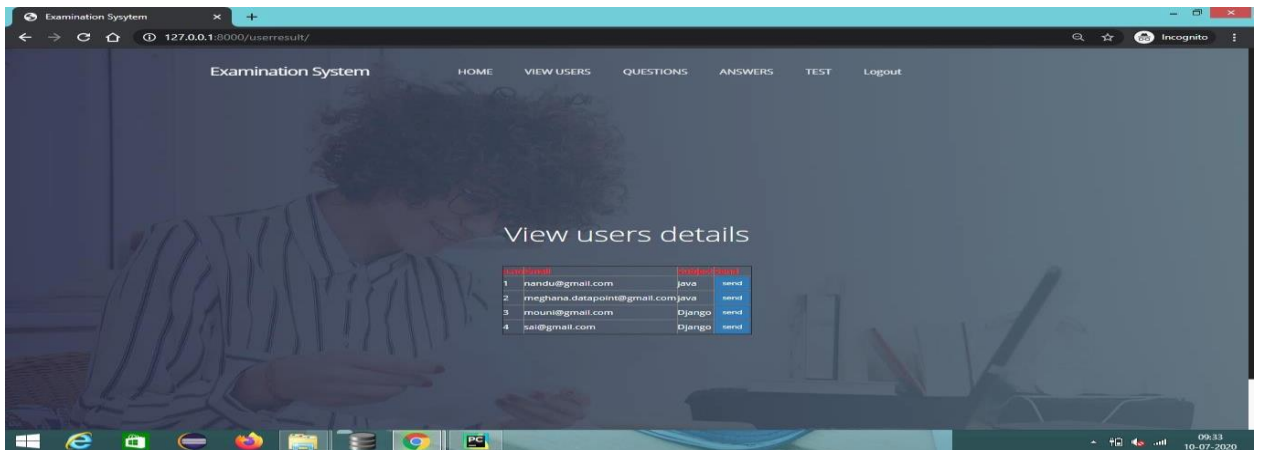 Examination Sysytem
127.0.0.1:8000/userresult/
Incognito
Examination System HOME VIEW USERS QUESTIONS ANSWERS TEST Logout
View users details
1 nandu@gmail.com java send
2 meghana.datapoint@gmail.com java send
3 mouni@gmail.com Django send
4 sai@gmail.com Django send
PC
09:33
10-07-2020